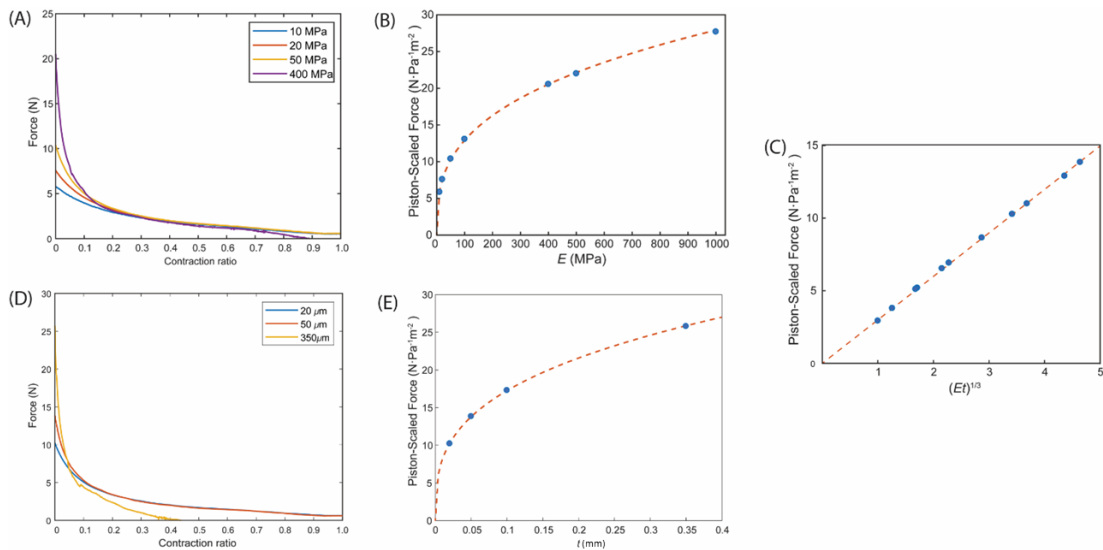 (A)
25
20
15
10
5
0
Force (N)
0 0.1 0.2 0.3 0.4 0.5 0.6 0.7 0.8 0.9 1.0
Contraction ratio
10 MPa
20 MPa
50 MPa
400 MPa
(B)
30
25
20
15
10
5
0
Piston-Scaled Force (N·Pa⁻¹m⁻²)
0 100 200 300 400 500 600 700 800 900 1000
E (MPa)
(C)
15
10
5
0
Piston-Scaled Force (N·Pa⁻¹m⁻²)
1 2 3 4 5
(Et)¹/³
(D)
30
25
20
15
10
5
0
Force (N)
0 0.1 0.2 0.3 0.4 0.5 0.6 0.7 0.8 0.9 1.0
Contraction ratio
20 μm
50 μm
350μm
(E)
30
25
20
15
10
5
0
Piston-Scaled Force (N·Pa⁻¹m⁻²)
0 0.05 0.1 0.15 0.2 0.25 0.3 0.35 0.4
t (mm)